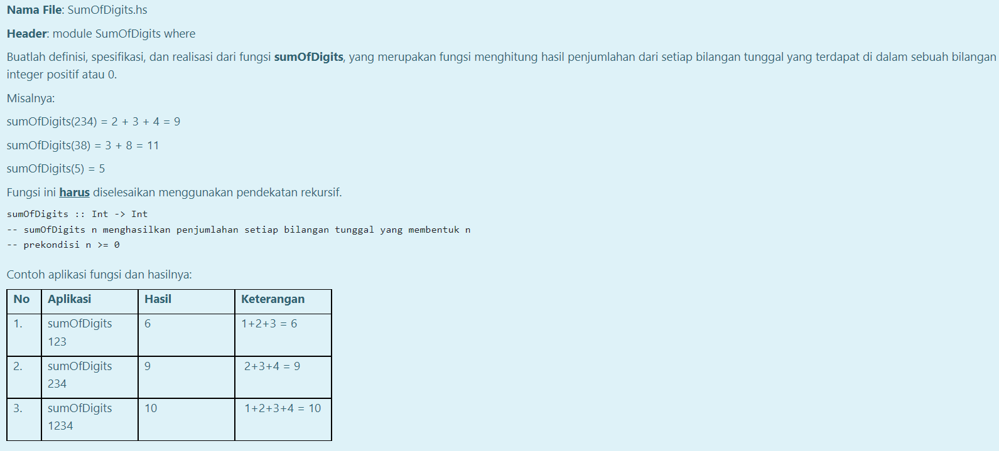 Nama File: SumOfDigits.hs
Header: module SumOfDigits where
Buatlah definisi, spesifikasi, dan realisasi dari fungsi sumOfDigits, yang merupakan fungsi menghitung hasil penjumlahan dari setiap bilangan tunggal yang terdapat di dalam sebuah bilangan
integer positif atau 0.
Misalnya:
sumOfDigits(234) = 2 + 3 + 4 = 9
sumOfDigits(38) = 3 + 8 = 11
sumOfDigits(5) = 5
Fungsi ini harus diselesaikan menggunakan pendekatan rekursif.
sumOfDigits :: Int -> Int
-- sumOfDigits n menghasilkan penjumlahan setiap bilangan tunggal yang membentuk n
-- prekondisi n >= 0
Contoh aplikasi fungsi dan hasilnya:
No Aplikasi Hasil Keterangan
1. sumOfDigits 6 1+2+3 = 6
123
2. sumOfDigits 9 2+3+4 = 9
234
3. sumOfDigits 10 1+2+3+4 = 10
1234